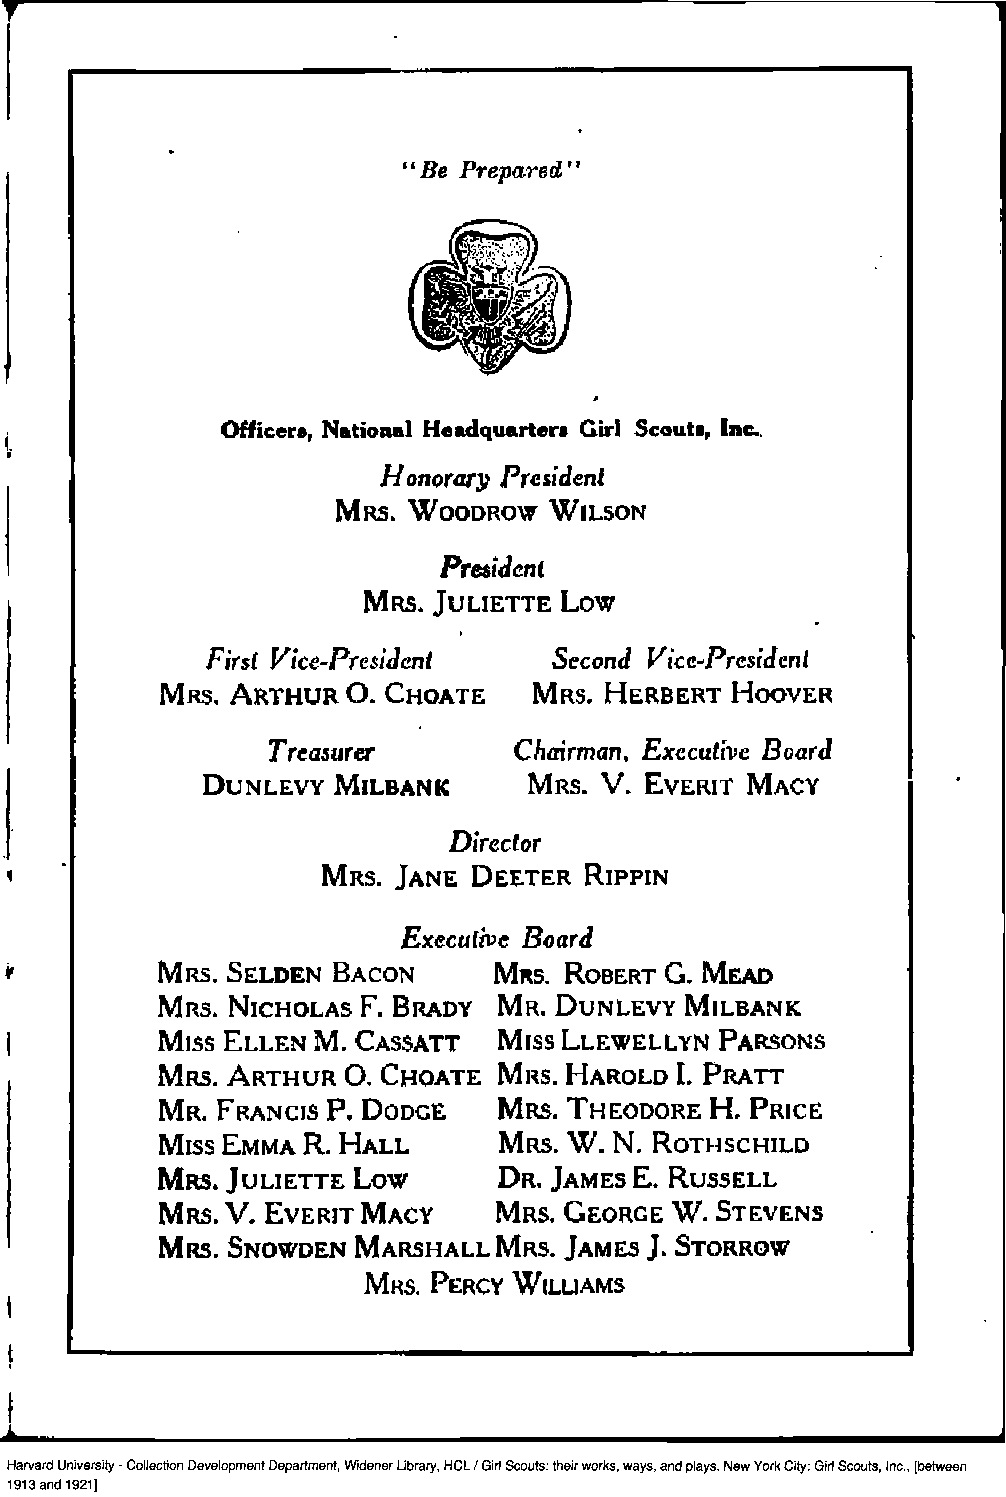 "Be Prepared"
Officers, National Headquarters Girl Scouts, Inc.
Honorary President
MRS. WOODROW WILSON
President
MRS. JULIETTE LOW
First Vice-President Second Vice-President
MRS. ARTHUR O. CHOATE MRS. HERBERT HOOVER
Treasurer Chairman, Executive Board
DUNLEVY MILBANK MRS. V. EVERIT MACY
Director
MRS. JANE DEETER RIPPIN
Executive Board
MRS. SELDEN BACON MRS. ROBERT G. MEAD
MRS. NICHOLAS F. BRADY MR. DUNLEVY MILBANK
MISS ELLEN M. CASSATT MISS LLEWELLYN PARSONS
MRS. ARTHUR O. CHOATE MRS. HAROLD I. PRATT
MR. FRANCIS P. DODGE MRS. THEODORE H. PRICE
MISS EMMA R. HALL MRS. W. N. ROTHSCHILD
MRS. JULIETTE LOW DR. JAMES E. RUSSELL
MRS. V. EVERIT MACY MRS. GEORGE W. STEVENS
MRS. SNOWDEN MARSHALL MRS. JAMES J. STORROW
MRS. PERCY WILLIAMS
Harvard University - Collection Development Department, Widener Library, HCL / Girl Scouts: their works, ways, and plays. New York City: Girl Scouts, Inc., [between
1913 and 1921]